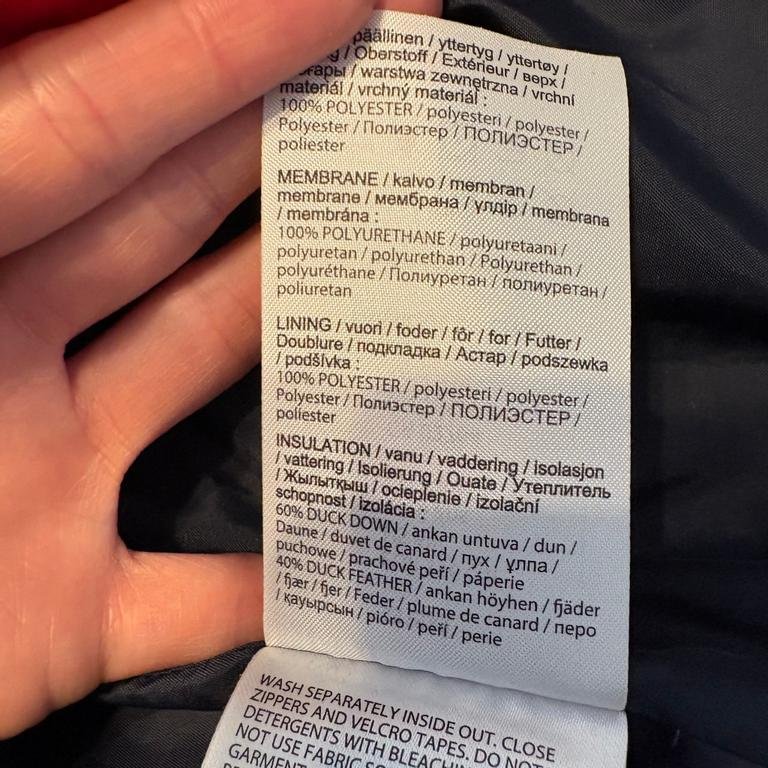 päällinen / yttertyg / yttertøy /
/ Oberstoff / Extérieur / верх /
/ warstwa zewnętrzna / vrchní
materiál / vrchný materiál :
100% POLYESTER / polyesteri / polyester /
Polyester / Полиэстер / ПОЛИЭСТЕР /
poliester
MEMBRANE / kalvo / membran /
membrane / мембрана / үлдір / membrana
/ membrána :
100% POLYURETHANE / polyuretaani /
polyuretan / polyurethan / Polyurethan /
polyuréthane / Полиуретан / полиуретан /
poliuretan
LINING / vuori / foder / fôr / for / Futter /
Doublure / подкладка / Астар / podszewka
/ podšívka :
100% POLYESTER / polyesteri / polyester /
Polyester / Полиэстер / ПОЛИЭСТЕР /
poliester
INSULATION / vanu / vaddering / isolasjon
/ vattering / Isolierung / Ouate / Утеплитель
/ Жылытқыш / ocieplenie / izolační
schopnost / izolácia :
60% DUCK DOWN / ankan untuva / dun /
Daune / duvet de canard / пух / ұлпа /
puchowe / prachové peří / páperie
40% DUCK FEATHER / ankan höyhen / fjäder
/ fjær / fjer / Feder / plume de canard / перо
/ қауырсын / pióro / peří / perie
WASH SEPARATELY INSIDE OUT. CLOSE
ZIPPERS AND VELCRO TAPES. DO NOT
DETERGENTS WITH BLEACHING
NOT USE FABRIC
GARMENT